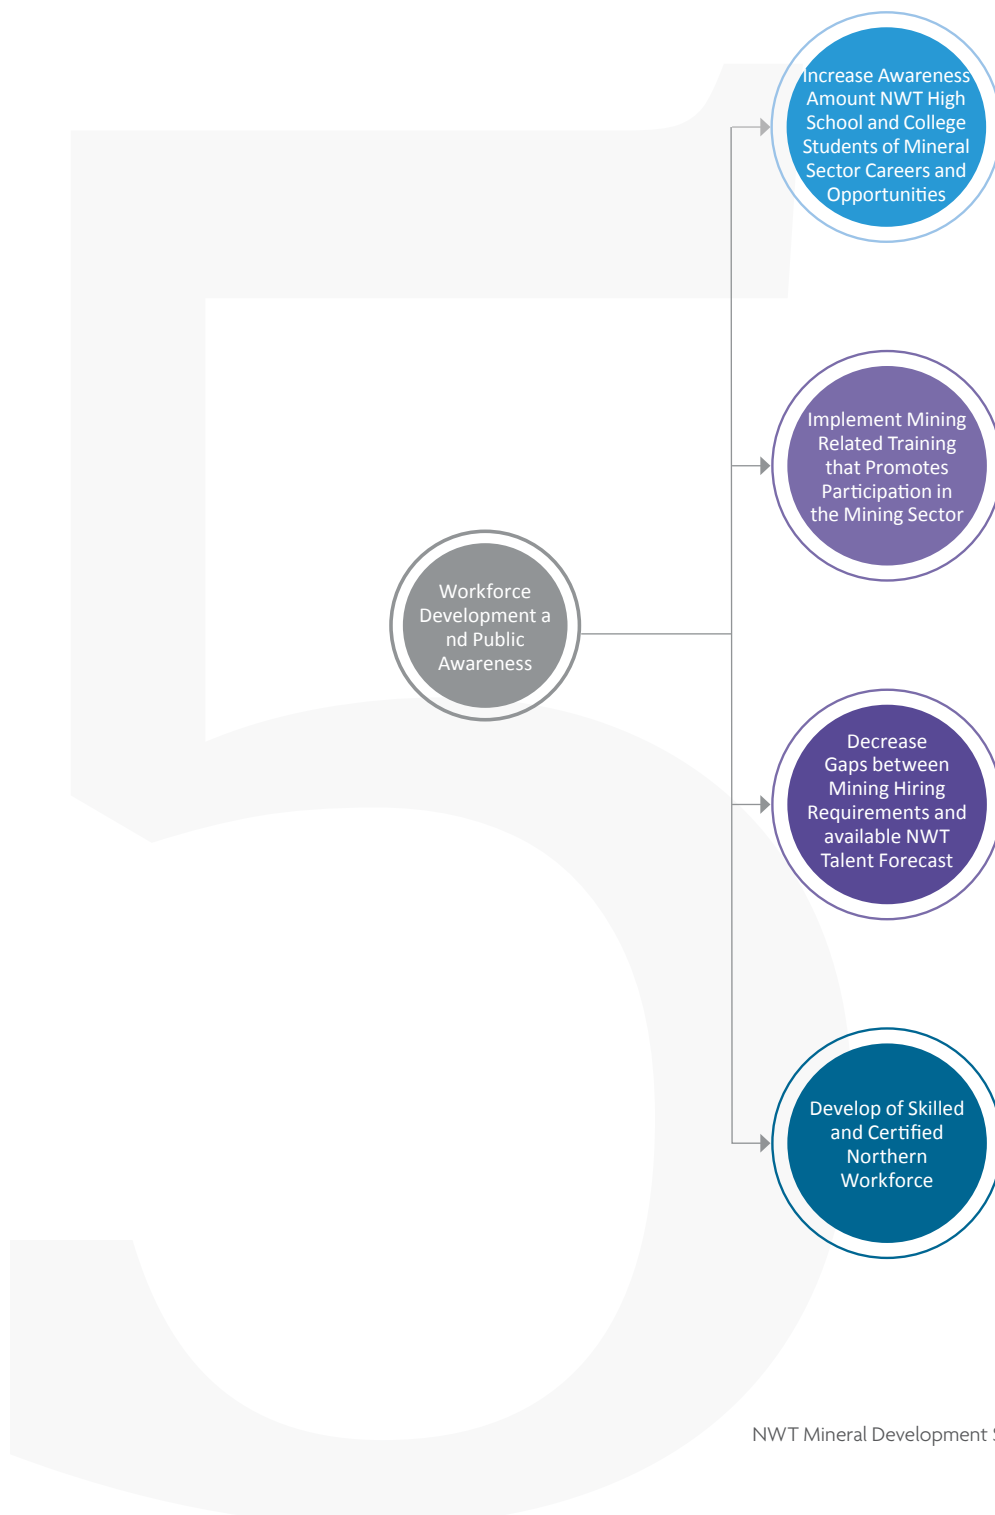 Increase Awareness
Amount NWT High
School and College
Students of Mineral
Sector Careers and
Opportunities
Implement Mining
Related Training
that Promotes
Participation in
the Mining Sector
Workforce
Development a
nd Public
Awareness
Decrease
Gaps between
Mining Hiring
Requirements and
available NWT
Talent Forecast
Develop of Skilled
and Certified
Northern
Workforce
NWT Mineral Development
5